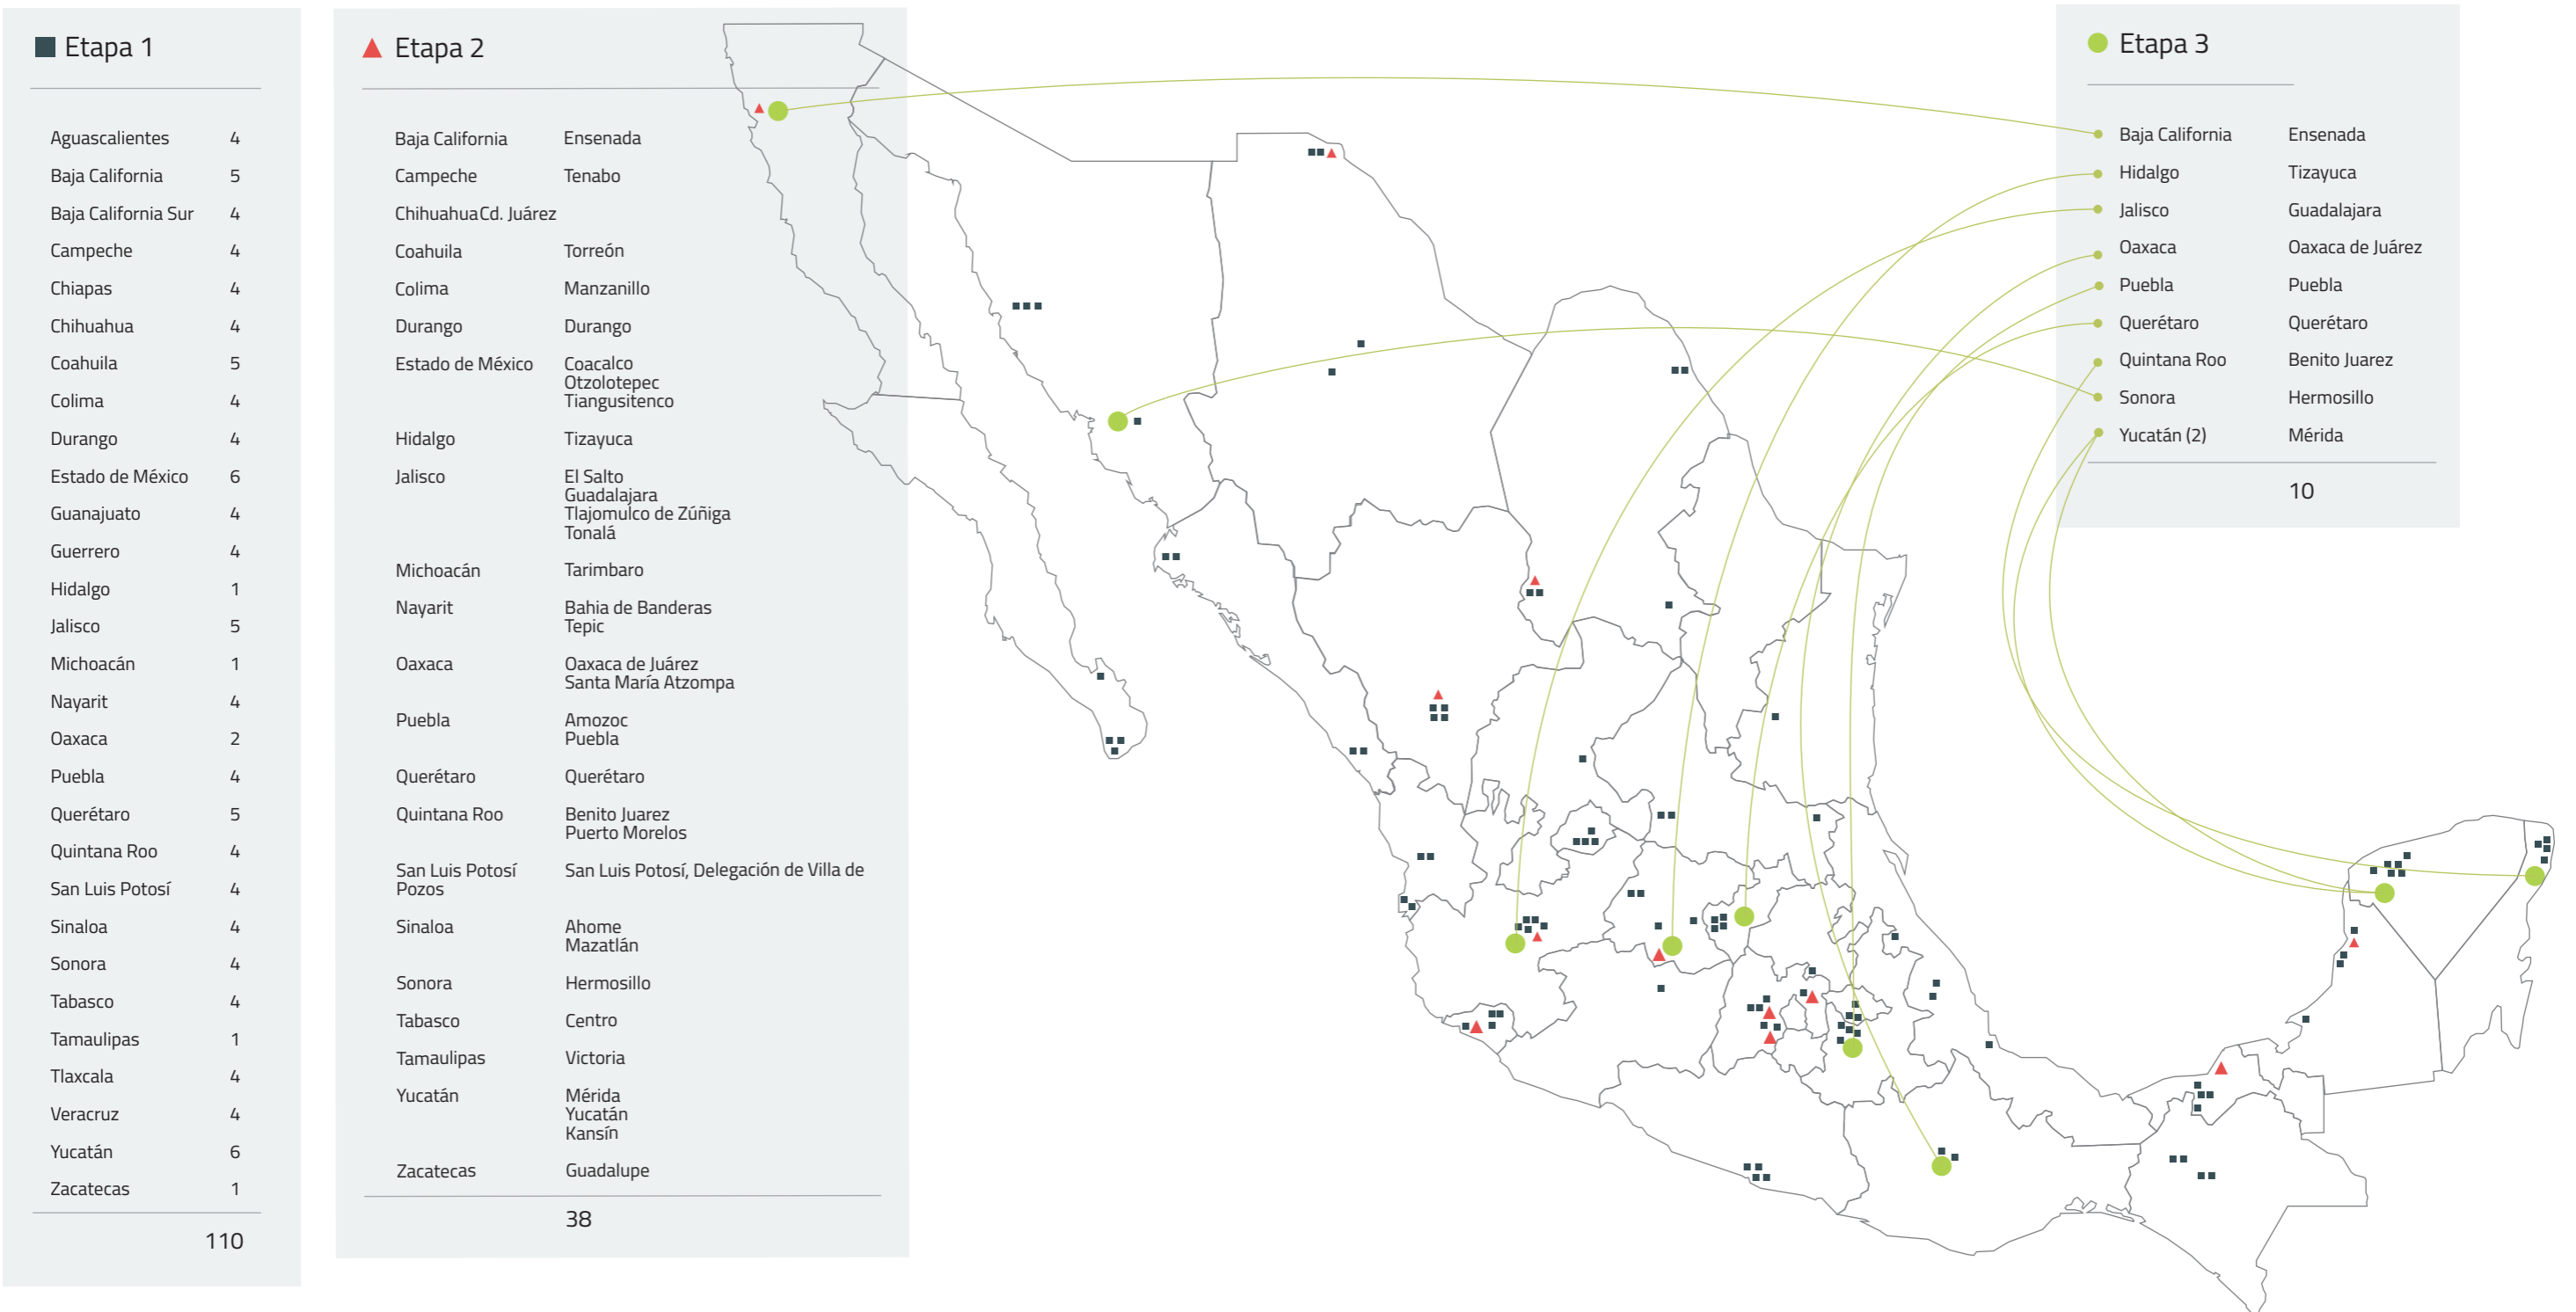 Etapa 1
Aguascalientes 4
Baja California 5
Baja California Sur 4
Campeche 4
Chiapas 4
Chihuahua 4
Coahuila 5
Colima 4
Durango 4
Estado de México 6
Guanajuato 4
Guerrero 4
Hidalgo 1
Jalisco 5
Michoacán 1
Nayarit 4
Oaxaca 2
Puebla 4
Querétaro 5
Quintana Roo 4
San Luis Potosí 4
Sinaloa 4
Sonora 4
Tabasco 4
Tamaulipas 1
Tlaxcala 4
Veracruz 4
Yucatán 6
Zacatecas 1
110
Etapa 2
Baja California Ensenada
Campeche Tenabo
Chihuahua Cd. Juárez
Coahuila Torreón
Colima Manzanillo
Durango Durango
Estado de México Coacalco
Otzolotepec
Tiangusitenco
Hidalgo Tizayuca
Jalisco El Salto
Guadalajara
Tlajomulco de Zúñiga
Tonalá
Michoacán Tarimbaro
Nayarit Bahia de Banderas
Tepic
Oaxaca Oaxaca de Juárez
Santa María Atzompa
Puebla Amozoc
Puebla
Querétaro Querétaro
Quintana Roo Benito Juarez
Puerto Morelos
San Luis Potosí San Luis Potosí, Delegación de Villa de
Pozos
Sinaloa Ahome
Mazatlán
Sonora Hermosillo
Tabasco Centro
Tamaulipas Victoria
Yucatán Mérida
Yucatán
Kansín
Zacatecas Guadalupe
38
Etapa 3
Baja California Ensenada
Hidalgo Tizayuca
Jalisco Guadalajara
Oaxaca Oaxaca de Juárez
Puebla Puebla
Querétaro Querétaro
Quintana Roo Benito Juarez
Sonora Hermosillo
Yucatán (2) Mérida
10